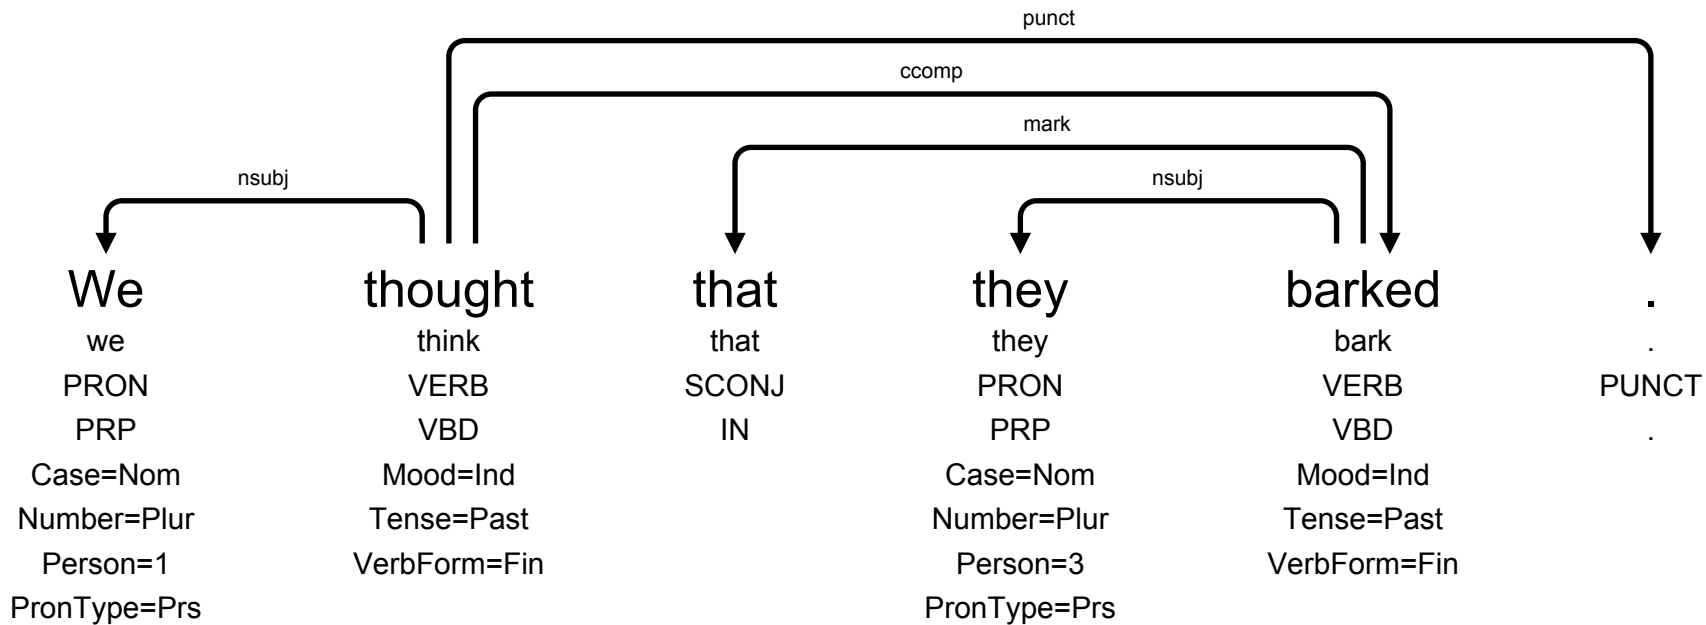 punct
ccomp
mark
nsubj nsubj
We thought that they barked .
we think that they bark .
PRON VERB SCONJ PRON VERB PUNCT
PRP VBD IN PRP VBD .
Case=Nom Mood=Ind Case=Nom Mood=Ind
Number=Plur Tense=Past Number=Plur Tense=Past
Person=1 VerbForm=Fin Person=3 VerbForm=Fin
PronType=Prs PronType=Prs